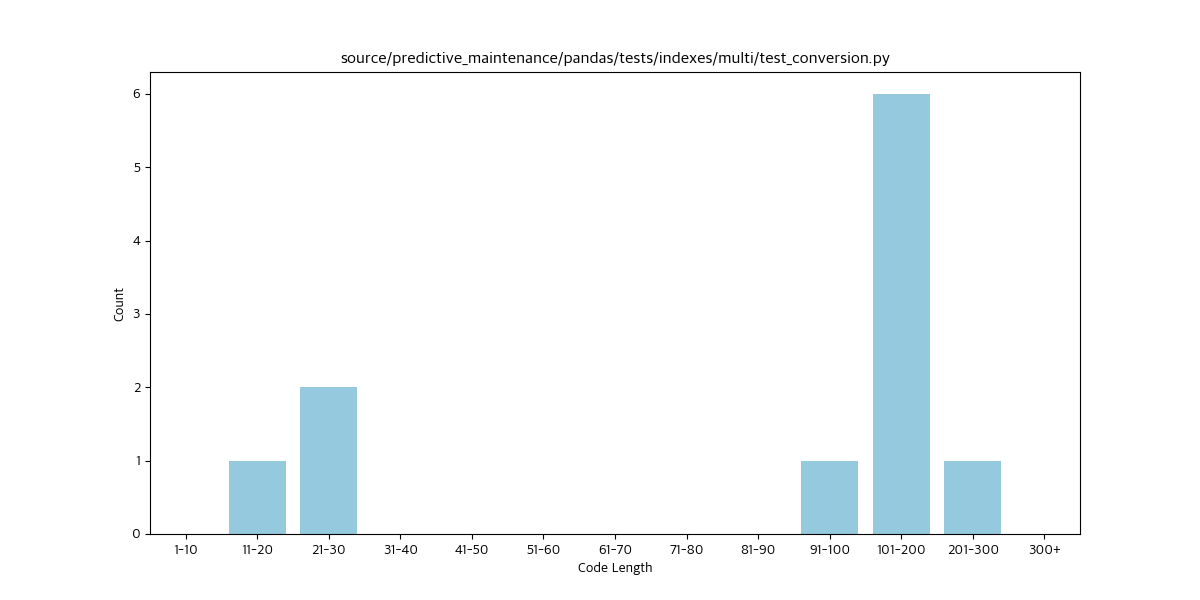 source/predictive_maintenance/pandas/tests/indexes/multi/test_conversion.py
6
5
4
3
2
1
0
Count
1-10 11-20 21-30 31-40 41-50 51-60 61-70 71-80 81-90 91-100 101-200 201-300 300+
Code Length